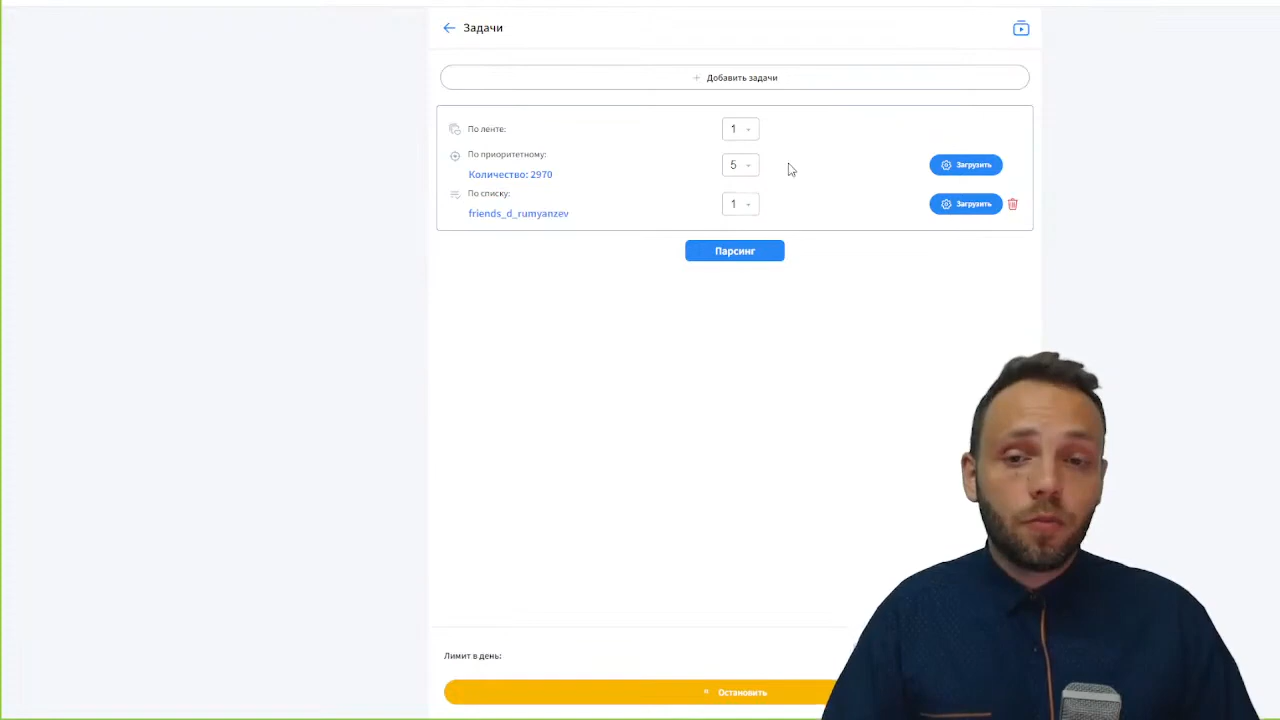 Задачи
+ Добавить задачи
По ленте:
1
По приоритетному:
Количество: 2970
5
Загрузить
По списку:
friends_d_rumyanzev
1
Загрузить
Парсинг
Лимит в день:
Остановить